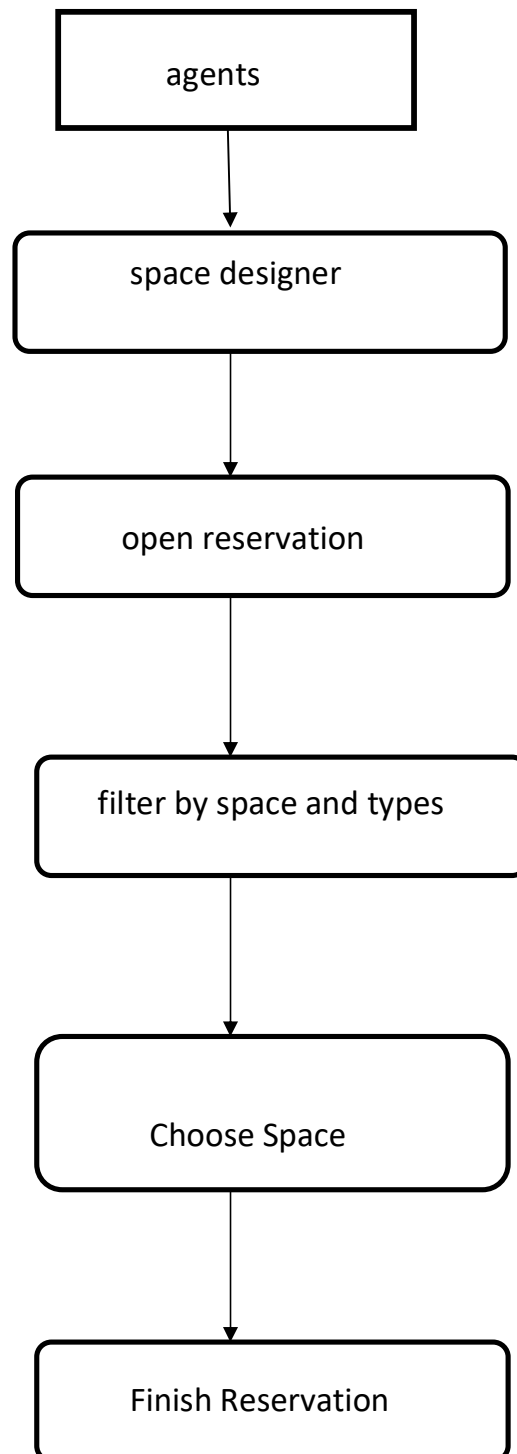 agents
space designer
open reservation
filter by space and types
Choose Space
Finish Reservation